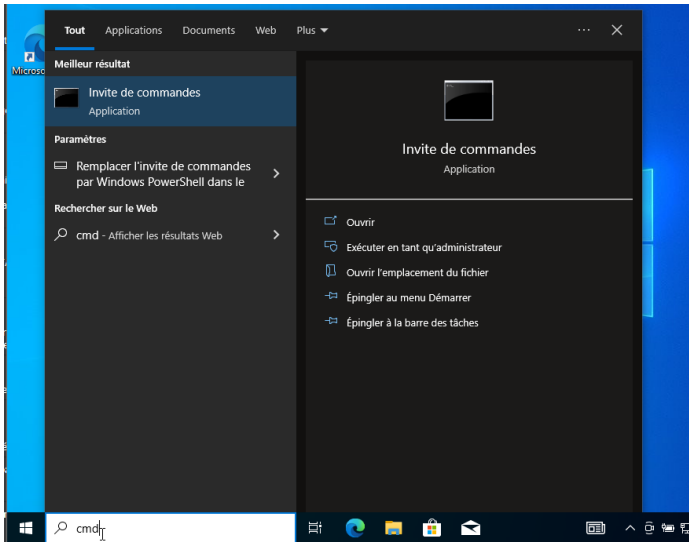 Tout Applications Documents Web Plus
Microso
Meilleur résultat
Invite de commandes
Application
Paramètres
Remplacer l'invite de commandes
par Windows PowerShell dans le
Rechercher sur le Web
cmd - Afficher les résultats Web
Invite de commandes
Application
Ouvrir
Exécuter en tant qu'administrateur
Ouvrir l'emplacement du fichier
Épingler au menu Démarrer
Épingler à la barre des tâches
cmd